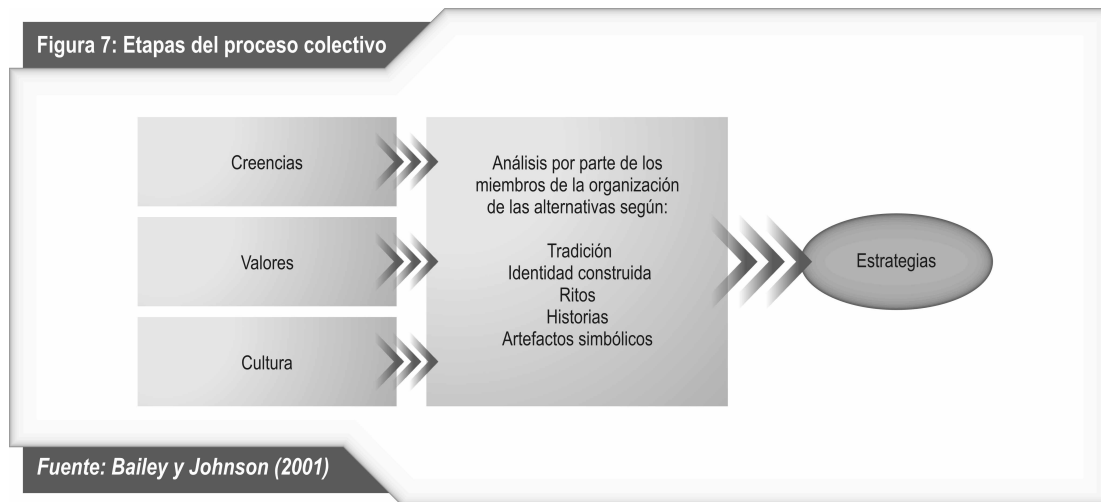 Figura 7: Etapas del proceso colectivo
Creencias
Valores
Cultura
Análisis por parte de los
miembros de la organización
de las alternativas según:
Tradición
Identidad construida
Ritos
Historias
Artefactos simbólicos
Estrategias
Fuente: Bailey y Johnson (2001)